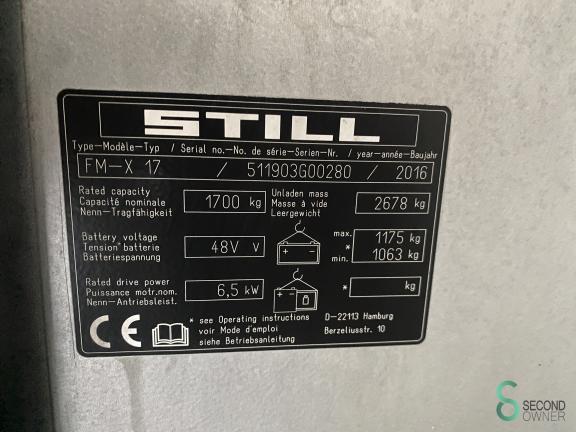 STILL
Type-Modèle-Typ / Serial no.-No. de série-Serien-Nr. / year-année-Baujahr
FM-X 17 / 511903G00280 / 2016
Rated capacity
Capacité nominale
Nenn-Tragfähigkeit
1700 kg
Unladen mass
Masse à vide
Leergewicht
2678 kg
Battery voltage
Tension batterie
Batteriespannung
48V V
max. 1175 kg
*
min. 1063 kg
Rated drive power
Puissance motr.nom.
Nenn-Antriebsleist.
6,5 kW
* kg
CE
* see Operating instructions
voir Mode d'emploi
siehe Betriebsanleitung
D-22113 Hamburg
Berzeliusstr. 10
SECOND
OWNER